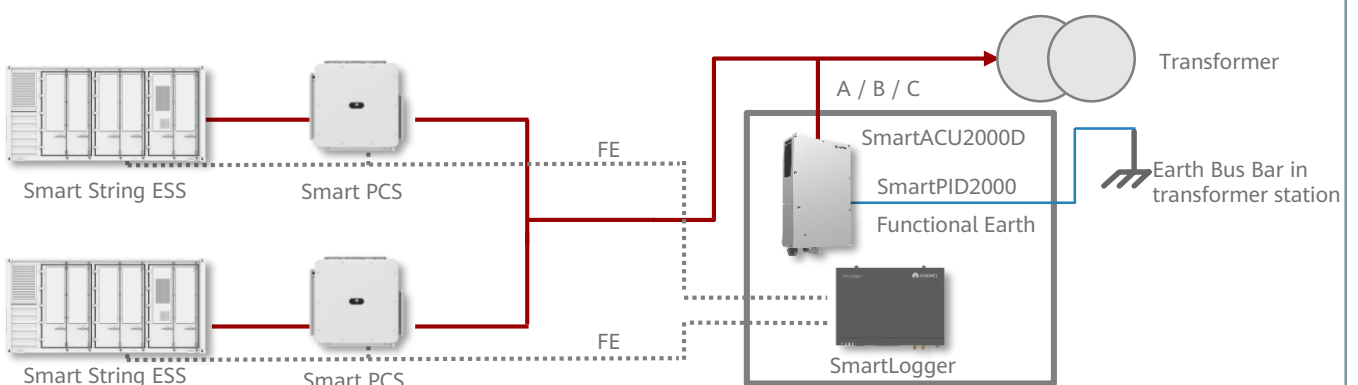 Transformer
A / B / C
SmartACU2000D
FE
Smart String ESS
Smart PCS
SmartPID2000
Earth Bus Bar in
transformer station
Functional Earth
HUAWEI
FE
SmartLogger
Smart String ESS
Smart PCS